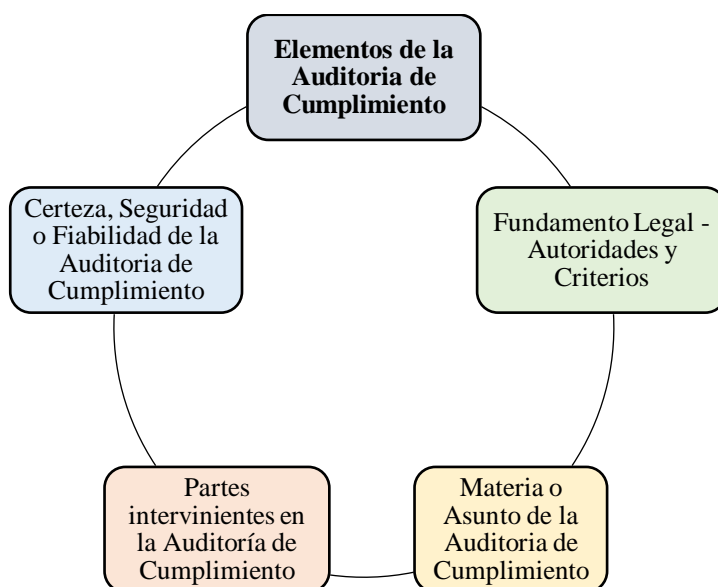 Elementos de la
Auditoria de
Cumplimiento
Certeza, Seguridad
o Fiabilidad de la
Auditoria de
Cumplimiento
Fundamento Legal -
Autoridades y
Criterios
Partes
intervinientes en
la Auditoría de
Cumplimiento
Materia o
Asunto de la
Auditoria de
Cumplimiento